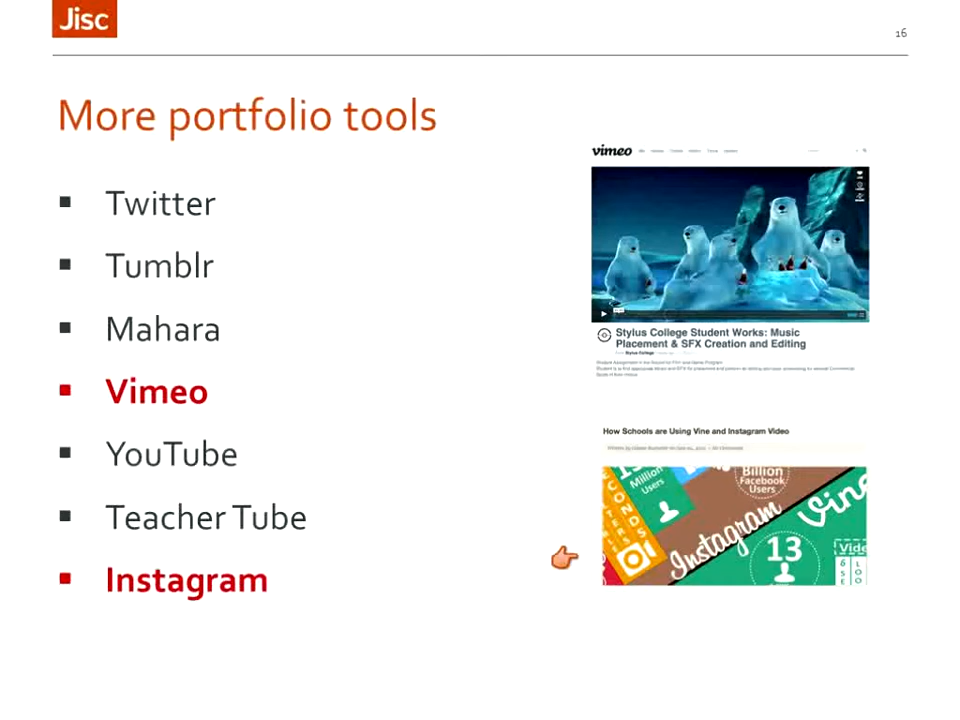 Jisc
16
More portfolio tools
Twitter
Tumblr
Mahara
Vimeo
YouTube
Teacher Tube
Instagram
vimeo
Stylus College Student Works: Music
Placement & SFX Creation and Editing
Stylus College
How Schools are Using Vine and Instagram Video
Million
Users
Billion
Facebook
Users
Instagram
Vine
13